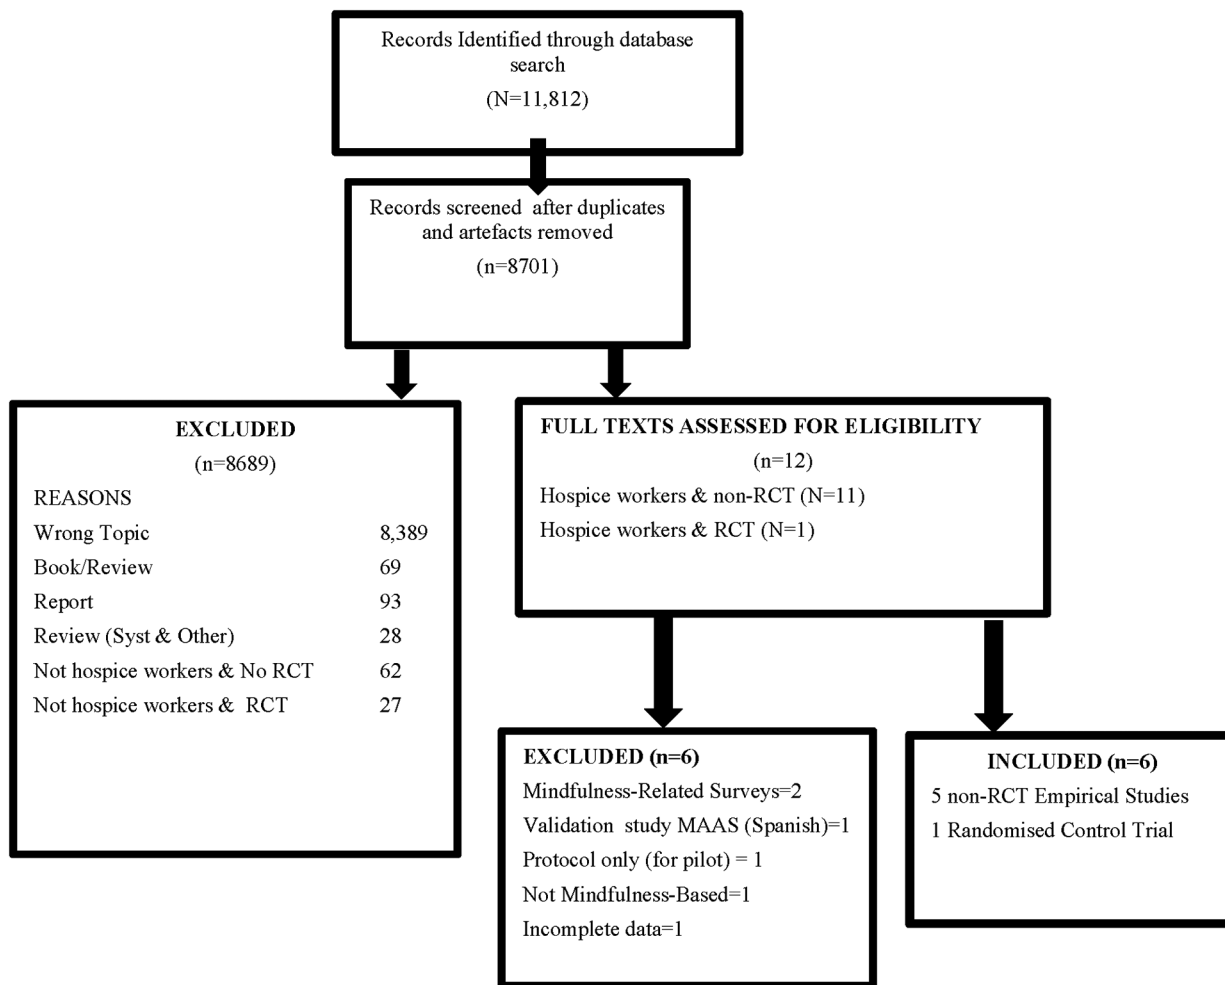 Records Identified through database
search
(N=11,812)
Records screened after duplicates
and artefacts removed
(n=8701)
EXCLUDED
(n=8689)
REASONS
Wrong Topic 8,389
Book/Review 69
Report 93
Review (Syst & Other) 28
Not hospice workers & No RCT 62
Not hospice workers & RCT 27
FULL TEXTS ASSESSED FOR ELIGIBILITY
(n=12)
Hospice workers & non-RCT (N=11)
Hospice workers & RCT (N=1)
EXCLUDED (n=6)
Mindfulness-Related Surveys=2
Validation study MAAS (Spanish)=1
Protocol only (for pilot) = 1
Not Mindfulness-Based=1
Incomplete data=1
INCLUDED (n=6)
5 non-RCT Empirical Studies
1 Randomised Control Trial